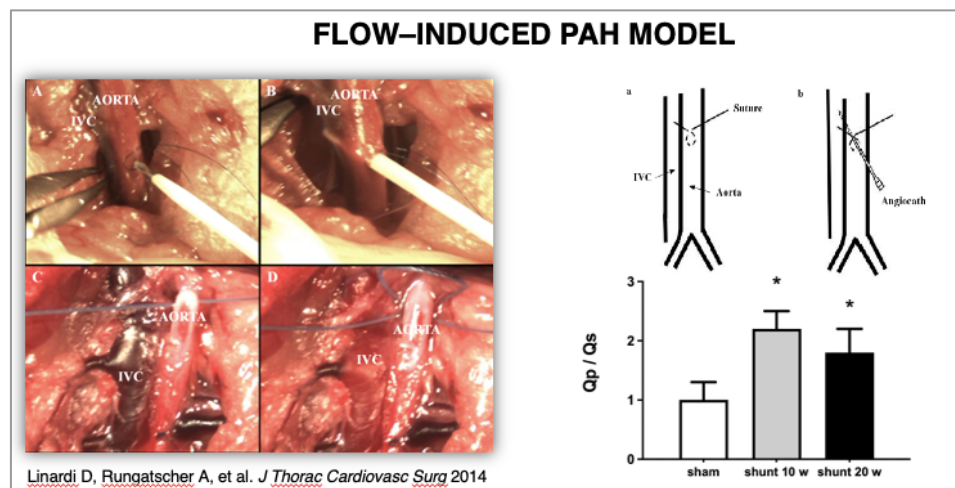 FLOW–INDUCED PAH MODEL
A
AORTA
IVC
B
AORTA
IVC
C
AORTA
IVC
D
AORTA
IVC
Linardi D, Rungatscher A, et al. J Thorac Cardiovasc Surg 2014
a
Suture
IVC
Aorta
b
Angiocath
Qp / Qs
3
2
1
0
*
*
sham
shunt 10 w
shunt 20 w